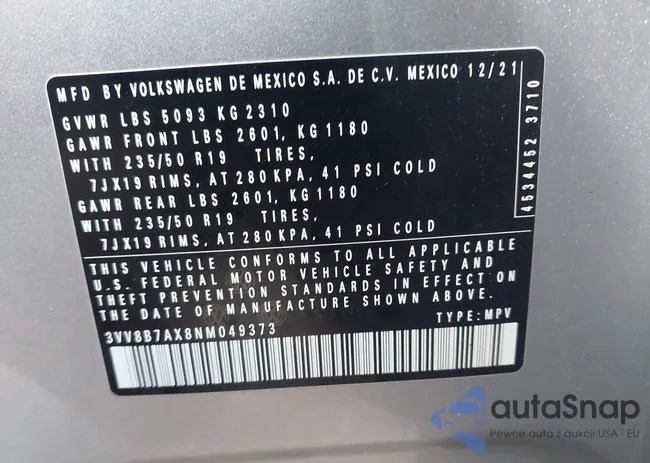 MFD BY VOLKSWAGEN DE MEXICO S.A. DE C.V. MEXICO 12/21
GVWR LBS 5093 KG 2310
GAWR FRONT LBS 2601, KG 1180
WITH 235/50 R19 TIRES,
7JX19 RIMS, AT 280 KPA, 41 PSI COLD
GAWR REAR LBS 2601, KG 1180
WITH 235/50 R19 TIRES,
7JX19 RIMS, AT 280 KPA, 41 PSI COLD
4534452 3710
THIS VEHICLE CONFORMS TO ALL APPLICABLE
U.S. FEDERAL MOTOR VEHICLE SAFETY AND
THEFT PREVENTION STANDARDS IN EFFECT ON
THE DATE OF MANUFACTURE SHOWN ABOVE.
3VV8B7AX8NM049373 TYPE: MPV
autaSnap
Pewne auta z aukcji USA i EU